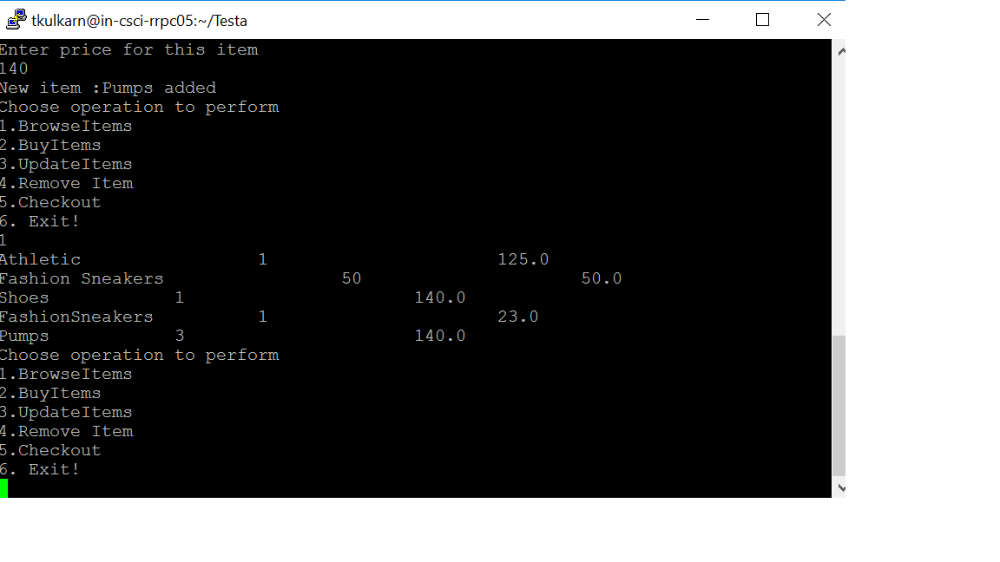 tkulkarn@in-csci-rrpc05:~/Testa
Enter price for this item
140
New item :Pumps added
Choose operation to perform
1.BrowseItems
2.BuyItems
3.UpdateItems
4.Remove Item
5.Checkout
6. Exit!
1
Athletic 1 125.0
Fashion Sneakers 50 50.0
Shoes 1 140.0
FashionSneakers 1 23.0
Pumps 3 140.0
Choose operation to perform
1.BrowseItems
2.BuyItems
3.UpdateItems
4.Remove Item
5.Checkout
6. Exit!